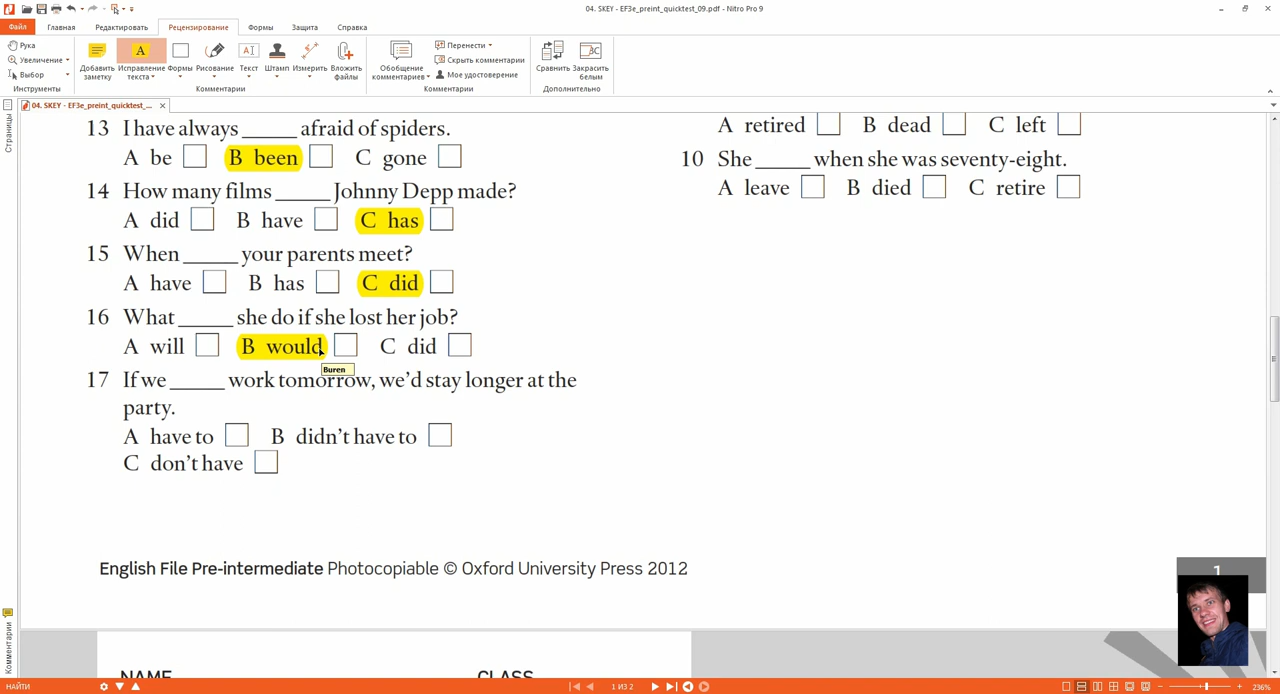 04. SKEY - EF3e_preint_quicktest_09.pdf - Nitro Pro 9
Файл Главная Редактировать Рецензирование Формы Защита Справка
Рука
Увеличение
Выбор
Инструменты
Добавить заметку
Исправление текста
Формы
Рисование
Текст
Штамп
Измерить
Вложить файлы
Комментарии
Обобщение комментариев
Перенести
Скрыть комментарии
Мое удостоверение
Комментарии
Сравнить
Закрасить белым
Дополнительно
04. SKEY - EF3e_preint_quicktest_...
Страницы
13 I have always _____ afraid of spiders.
A be B been C gone
14 How many films _____ Johnny Depp made?
A did B have C has
15 When _____ your parents meet?
A have B has C did
16 What _____ she do if she lost her job?
A will B would C did
Buren
17 If we _____ work tomorrow, we’d stay longer at the
party.
A have to B didn’t have to
C don’t have
A retired B dead C left
10 She _____ when she was seventy-eight.
A leave B died C retire
English File Pre-intermediate Photocopiable © Oxford University Press 2012
1
NAME CLASS
Комментарии
НАЙТИ
1 ИЗ 2
236%